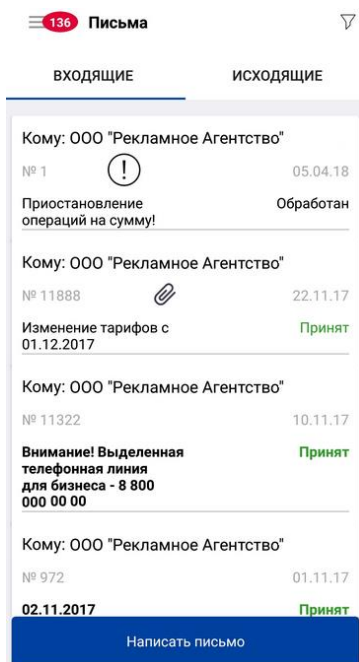 136 Письма
ВХОДЯЩИЕ ИСХОДЯЩИЕ
Кому: ООО "Рекламное Агентство"
№ 1 05.04.18
Приостановление Обработан
операций на сумму!
Кому: ООО "Рекламное Агентство"
№ 11888 22.11.17
Изменение тарифов с Принят
01.12.2017
Кому: ООО "Рекламное Агентство"
№ 11322 10.11.17
Внимание! Выделенная Принят
телефонная линия
для бизнеса - 8 800
000 00 00
Кому: ООО "Рекламное Агентство"
№ 972 01.11.17
02.11.2017 Принят
Написать письмо